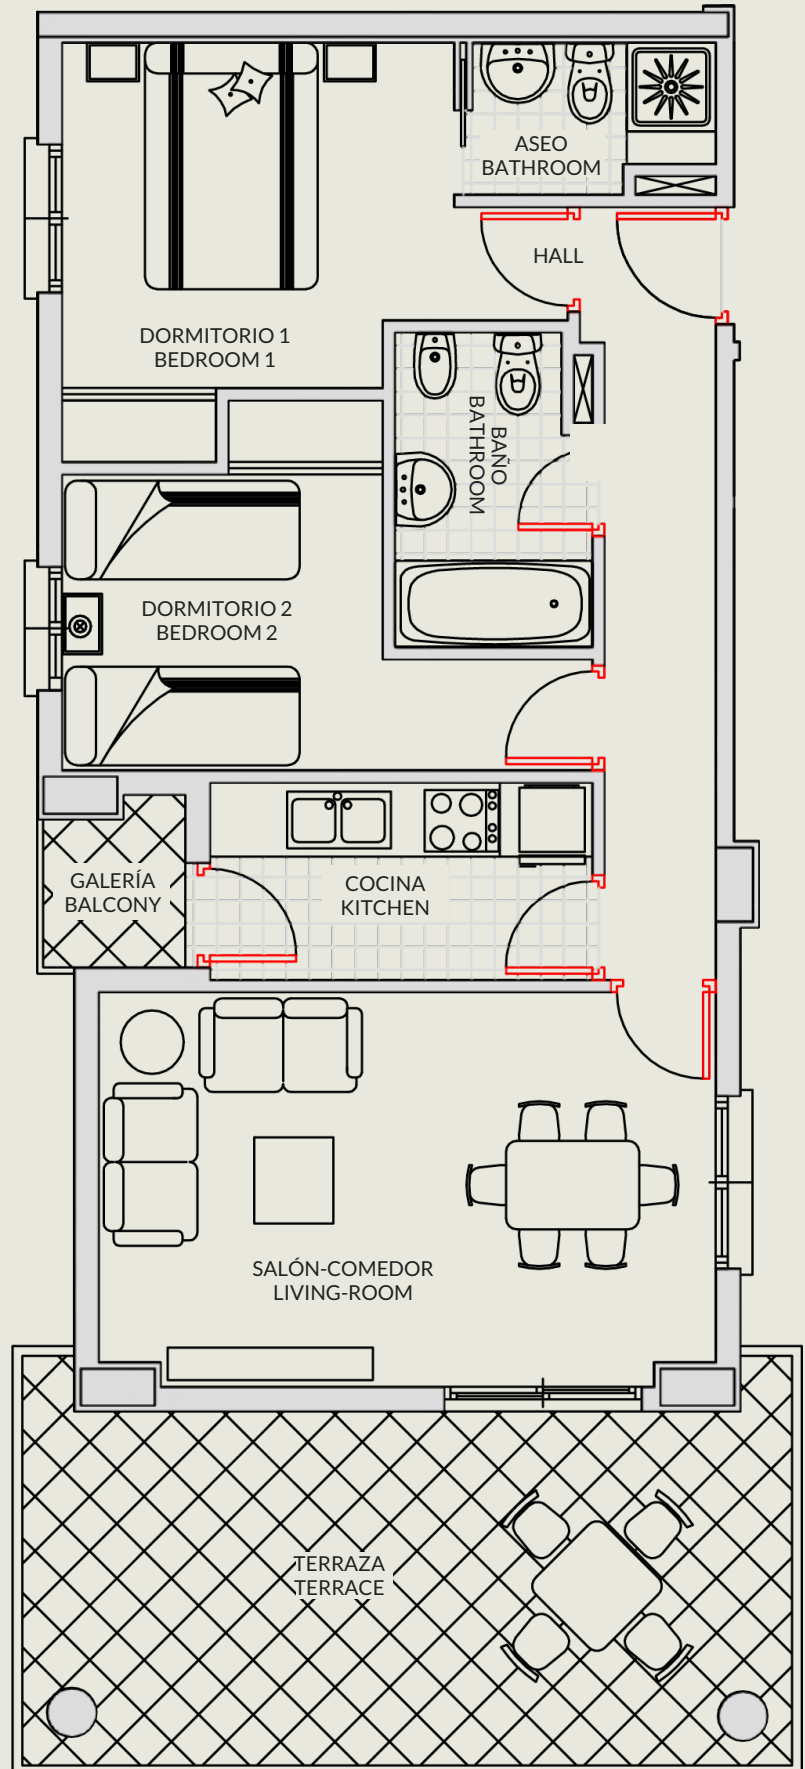 ASEO
BATHROOM
HALL
DORMITORIO 1
BEDROOM 1
BAÑO
BATHROOM
DORMITORIO 2
BEDROOM 2
GALERÍA
BALCONY
COCINA
KITCHEN
SALÓN-COMEDOR
LIVING-ROOM
TERRAZA
TERRACE